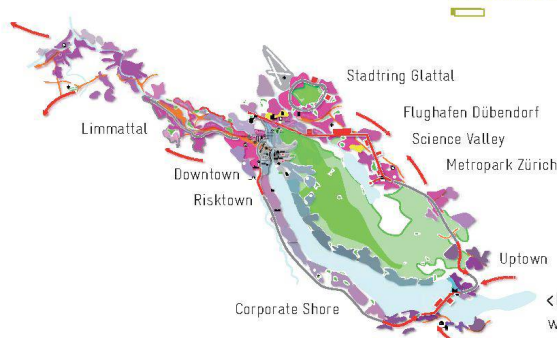 Stadtring Glattal
Flughafen Dübendorf
Limmattal
Science Valley
Metropark Zürich
Downtown
Risktown
Uptown
Corporate Shore